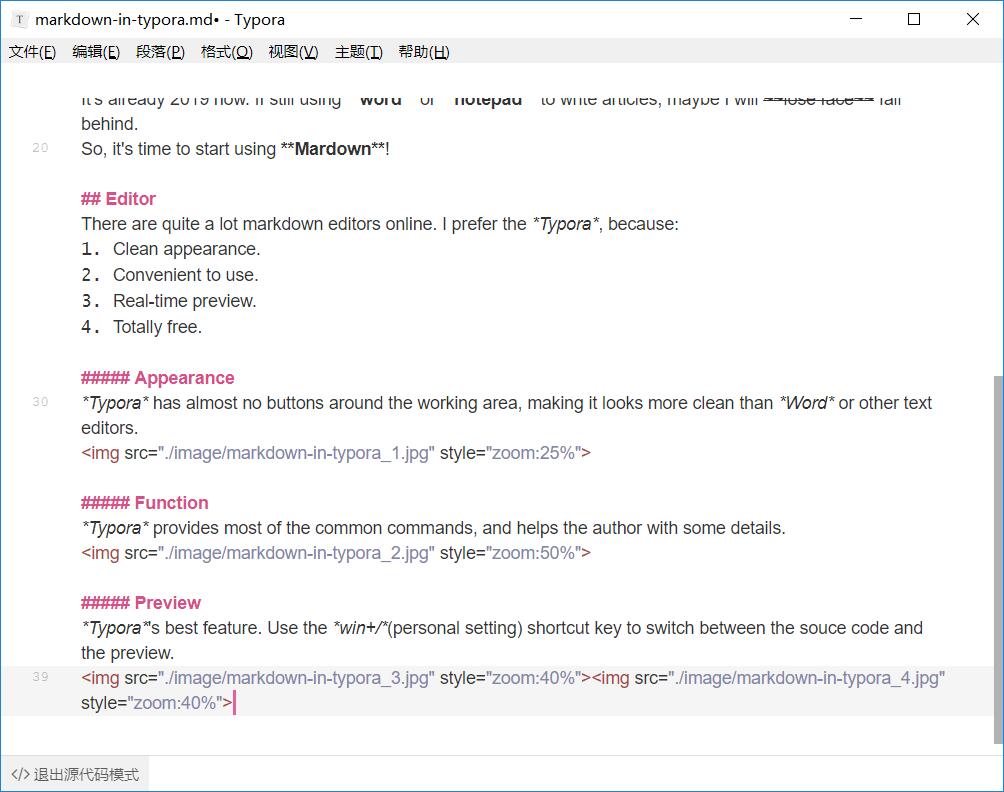 T markdown-in-typora.md• - Typora
文件(F) 编辑(E) 段落(P) 格式(O) 视图(V) 主题(T) 帮助(H)
It's already 2019 now. If still using **word** or **notepad** to write articles, maybe I will ~~lose face~~ fall
behind.
20 So, it's time to start using **Mardown**!
## Editor
There are quite a lot markdown editors online. I prefer the *Typora*, because:
1. Clean appearance.
2. Convenient to use.
3. Real-time preview.
4. Totally free.
##### Appearance
30 *Typora* has almost no buttons around the working area, making it looks more clean than *Word* or other text
editors.
<img src="./image/markdown-in-typora_1.jpg" style="zoom:25%">
##### Function
*Typora* provides most of the common commands, and helps the author with some details.
<img src="./image/markdown-in-typora_2.jpg" style="zoom:50%">
##### Preview
*Typora*'s best feature. Use the *win+/*(personal setting) shortcut key to switch between the souce code and
the preview.
39 <img src="./image/markdown-in-typora_3.jpg" style="zoom:40%"><img src="./image/markdown-in-typora_4.jpg"
style="zoom:40%">
</> 退出源代码模式